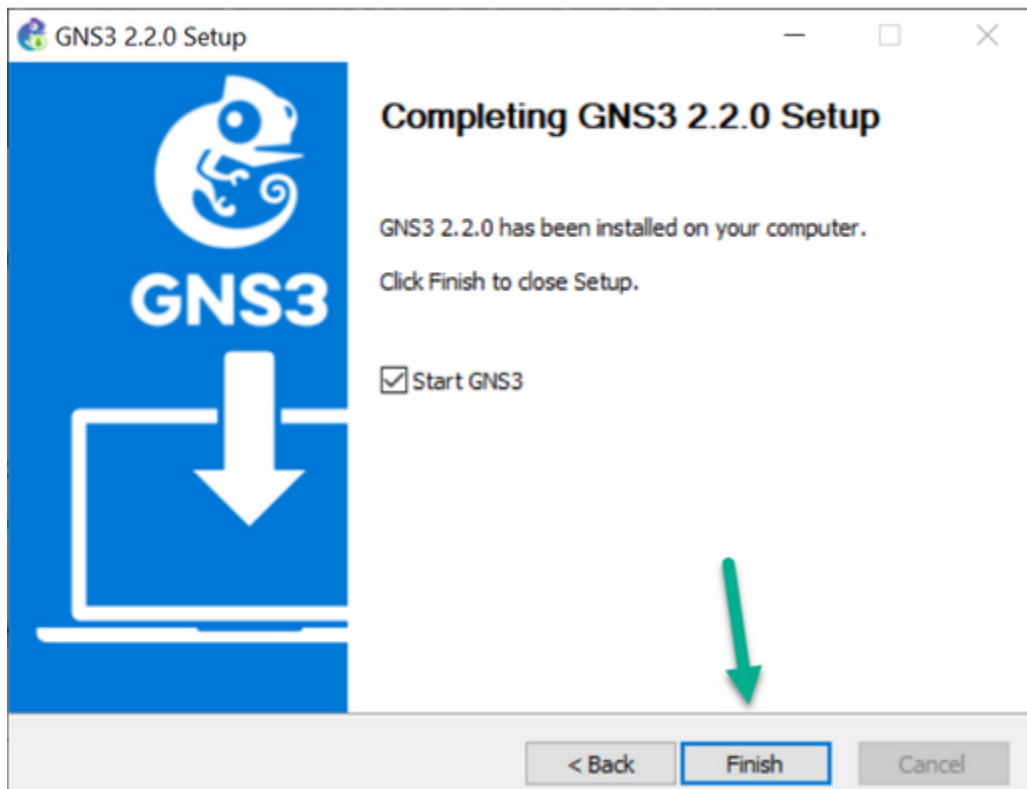 GNS3 2.2.0 Setup
GNS3
Completing GNS3 2.2.0 Setup
GNS3 2.2.0 has been installed on your computer.
Click Finish to close Setup.
Start GNS3
< Back
Finish
Cancel